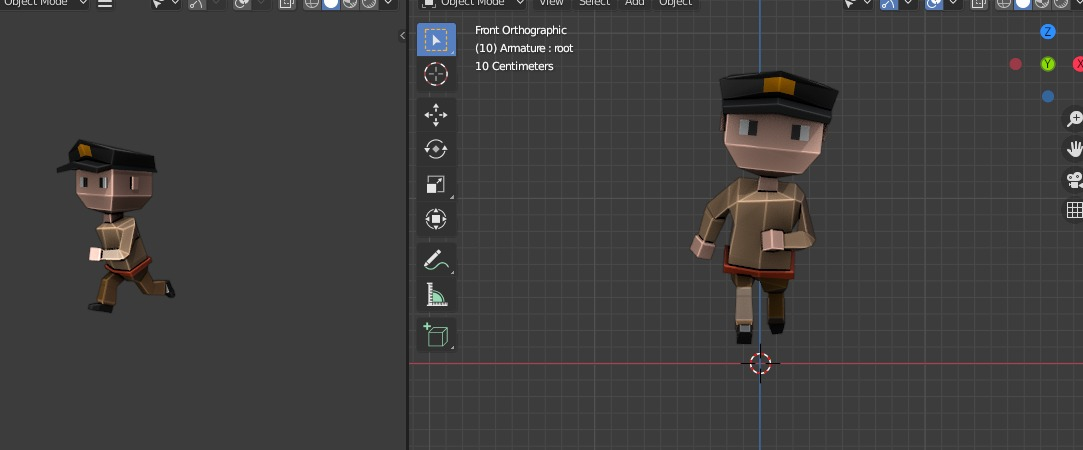 Object Mode
Object Mode View Select Add Object
Front Orthographic
(10) Armature : root
10 Centimeters
Z
Y
X